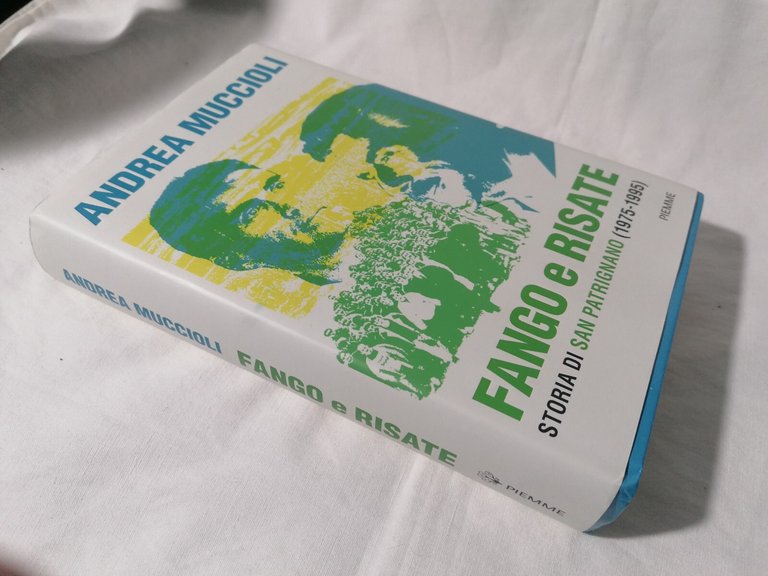 ANDREA MUCCIOLI
FANGO e RISATE
STORIA DI SAN PATRIGNANO (1975-1995)
PIEMME
ANDREA MUCCIOLI FANGO e RISATE PIEMME